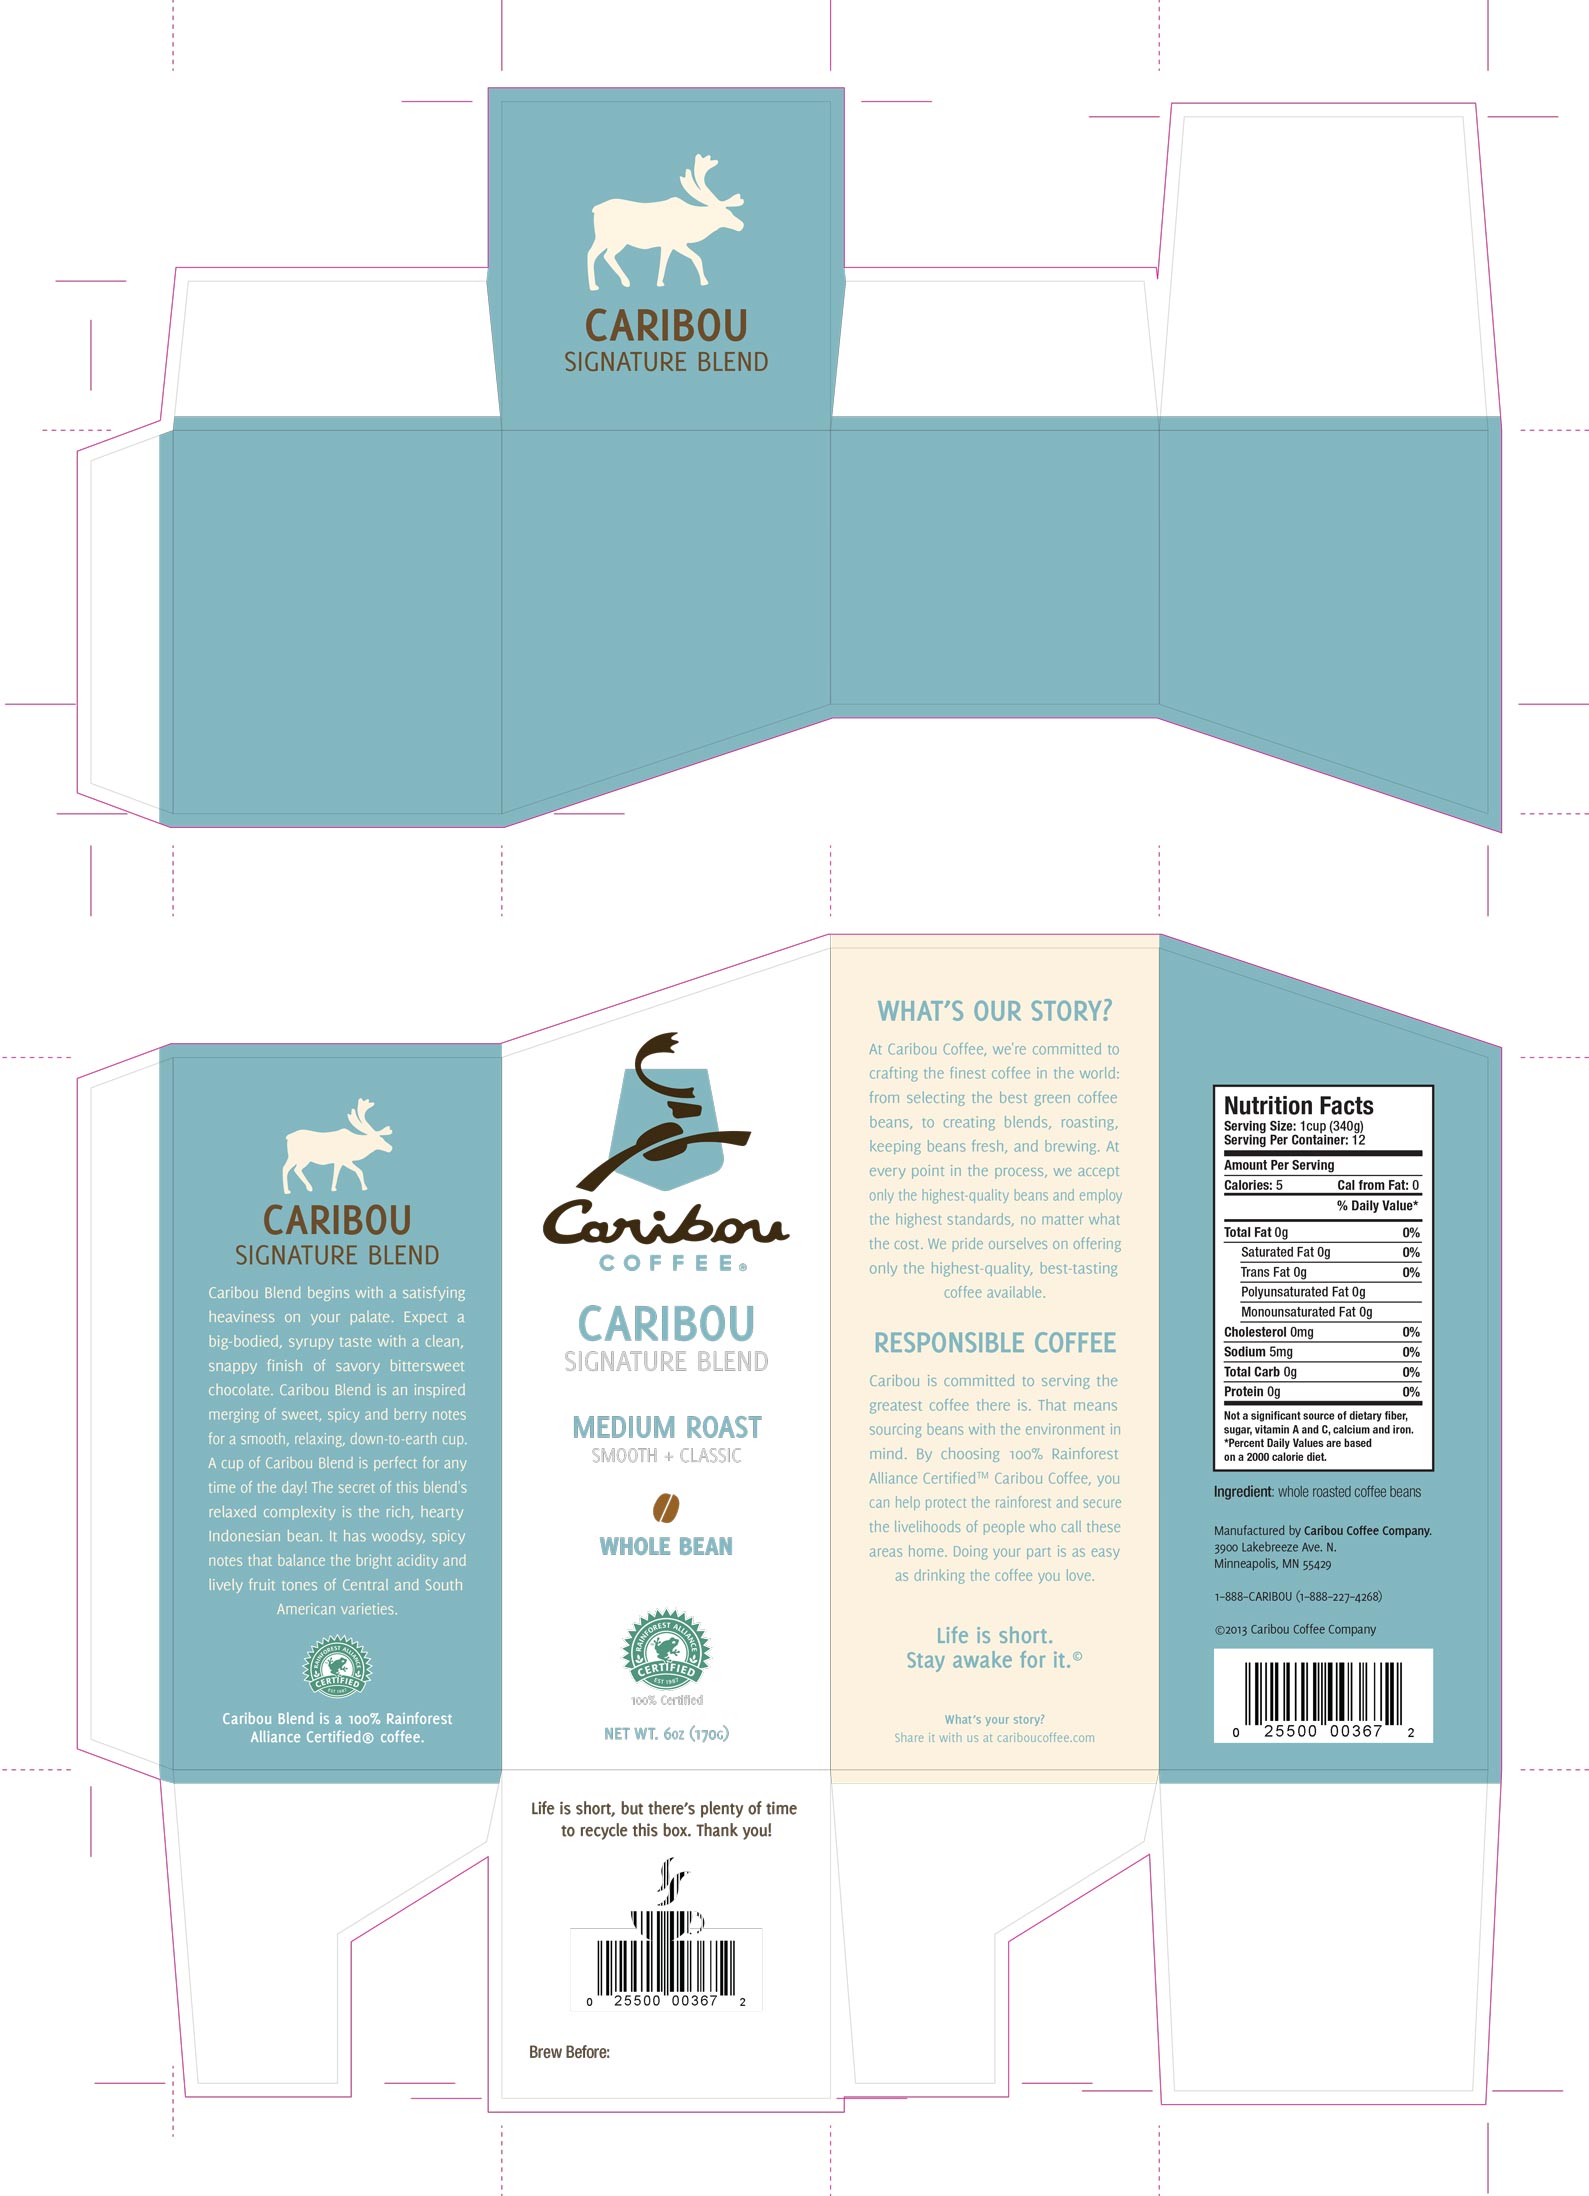 CARIBOU
SIGNATURE BLEND
CARIBOU
SIGNATURE BLEND
Caribou Blend begins with a satisfying
heaviness on your palate. Expect a
big-bodied, syrupy taste with a clean,
snappy finish of savory bittersweet
chocolate. Caribou Blend is an inspired
merging of sweet, spicy and berry notes
for a smooth, relaxing, down-to-earth cup.
A cup of Caribou Blend is perfect for any
time of the day! The secret of this blend's
relaxed complexity is the rich, hearty
Indonesian bean. It has woodsy, spicy
notes that balance the bright acidity and
lively fruit tones of Central and South
American varieties.
RAINFOREST ALLIANCE
CERTIFIED
EST 1987
Caribou Blend is a 100% Rainforest
Alliance Certified® coffee.
Caribou
COFFEE®
CARIBOU
SIGNATURE BLEND
MEDIUM ROAST
SMOOTH + CLASSIC
WHOLE BEAN
RAINFOREST ALLIANCE
CERTIFIED
EST 1987
100% Certified
NET WT. 6oz (170G)
WHAT'S OUR STORY?
At Caribou Coffee, we're committed to
crafting the finest coffee in the world:
from selecting the best green coffee
beans, to creating blends, roasting,
keeping beans fresh, and brewing. At
every point in the process, we accept
only the highest-quality beans and employ
the highest standards, no matter what
the cost. We pride ourselves on offering
only the highest-quality, best-tasting
coffee available.
RESPONSIBLE COFFEE
Caribou is committed to serving the
greatest coffee there is. That means
sourcing beans with the environment in
mind. By choosing 100% Rainforest
Alliance Certified™ Caribou Coffee, you
can help protect the rainforest and secure
the livelihoods of people who call these
areas home. Doing your part is as easy
as drinking the coffee you love.
Life is short.
Stay awake for it.©
What's your story?
Share it with us at cariboucoffee.com
Nutrition Facts
Serving Size: 1cup (340g)
Serving Per Container: 12
Amount Per Serving
Calories: 5 Cal from Fat: 0
% Daily Value*
Total Fat 0g 0%
Saturated Fat 0g 0%
Trans Fat 0g 0%
Polyunsaturated Fat 0g
Monounsaturated Fat 0g
Cholesterol 0mg 0%
Sodium 5mg 0%
Total Carb 0g 0%
Protein 0g 0%
Not a significant source of dietary fiber,
sugar, vitamin A and C, calcium and iron.
*Percent Daily Values are based
on a 2000 calorie diet.
Ingredient: whole roasted coffee beans
Manufactured by Caribou Coffee Company.
3900 Lakebreeze Ave. N.
Minneapolis, MN 55429
1-888-CARIBOU (1-888-227-4268)
©2013 Caribou Coffee Company
0 25500 00367 2
Life is short, but there's plenty of time
to recycle this box. Thank you!
0 25500 00367 2
Brew Before: